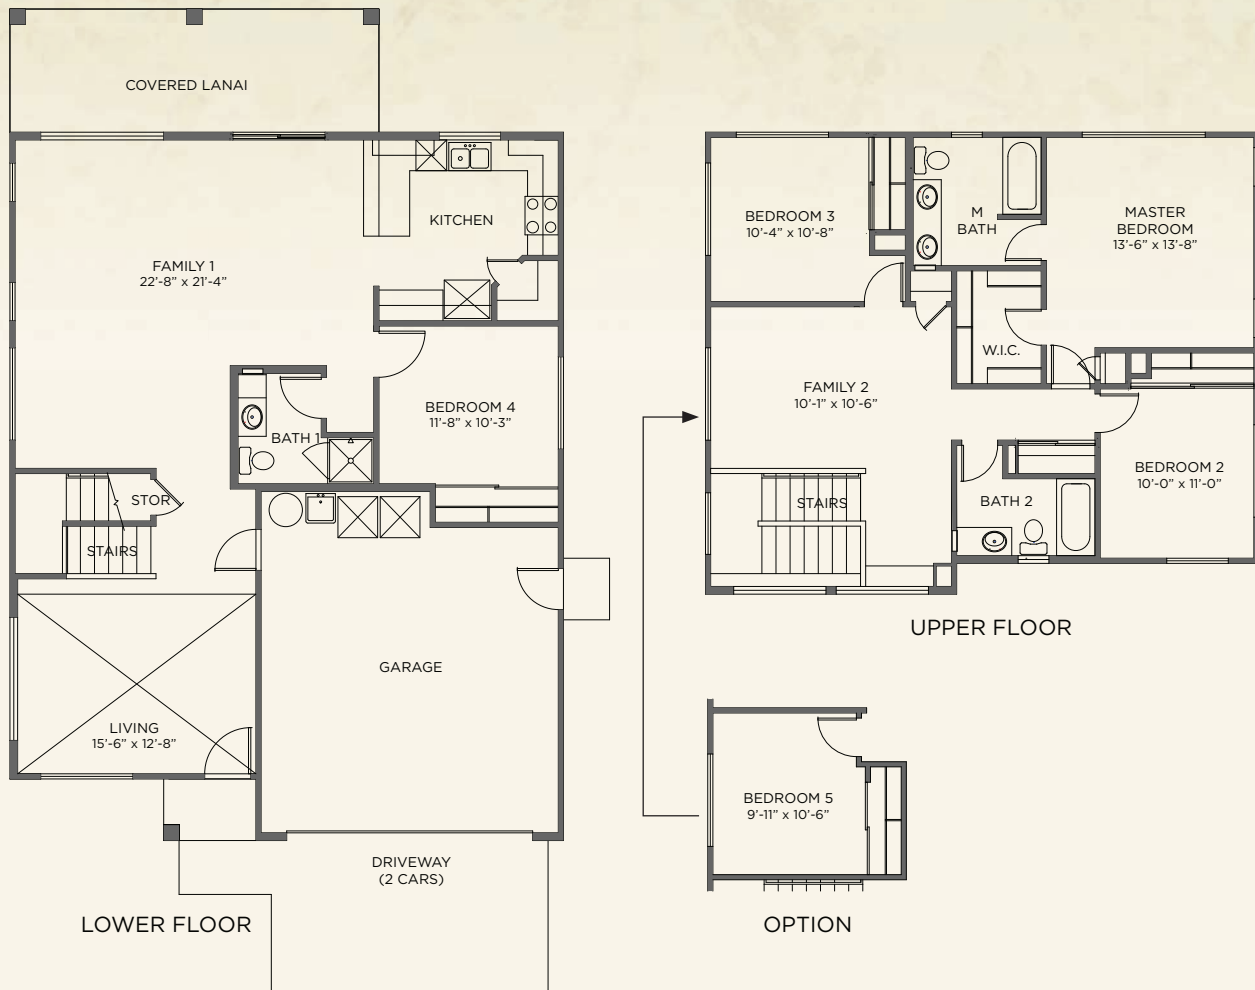 COVERED LANAI
KITCHEN
FAMILY 1
22’-8” x 21’-4”
BEDROOM 4
11’-8” x 10’-3”
BATH 1
STOR
STAIRS
GARAGE
LIVING
15’-6” x 12’-8”
DRIVEWAY
(2 CARS)
LOWER FLOOR
BEDROOM 3
10’-4” x 10’-8”
M
BATH
MASTER
BEDROOM
13’-6” x 13’-8”
W.I.C.
FAMILY 2
10’-1” x 10’-6”
BEDROOM 2
10’-0” x 11’-0”
BATH 2
STAIRS
UPPER FLOOR
BEDROOM 5
9’-11” x 10’-6”
OPTION